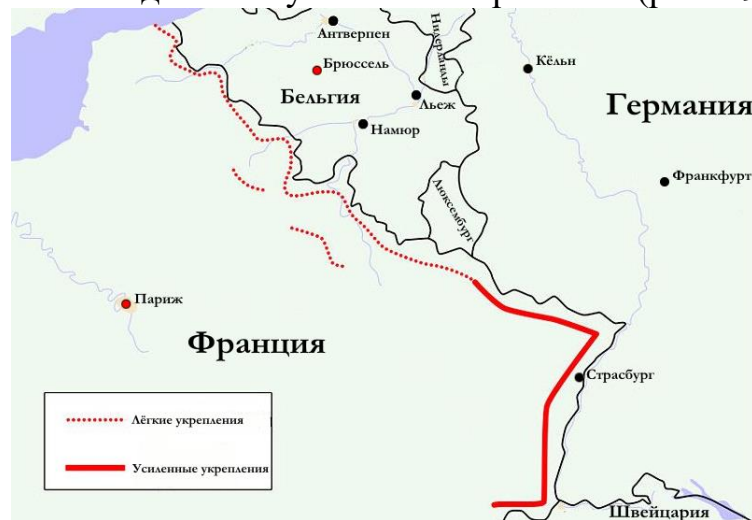 Антверпен
Нидерланды
Брюссель
Кёльн
Бельгия
Льеж
Германия
Намюр
Франкфурт
Люксембург
Париж
Франция
Страсбург
Лёгкие укрепления
Усиленные укрепления
Швейцария